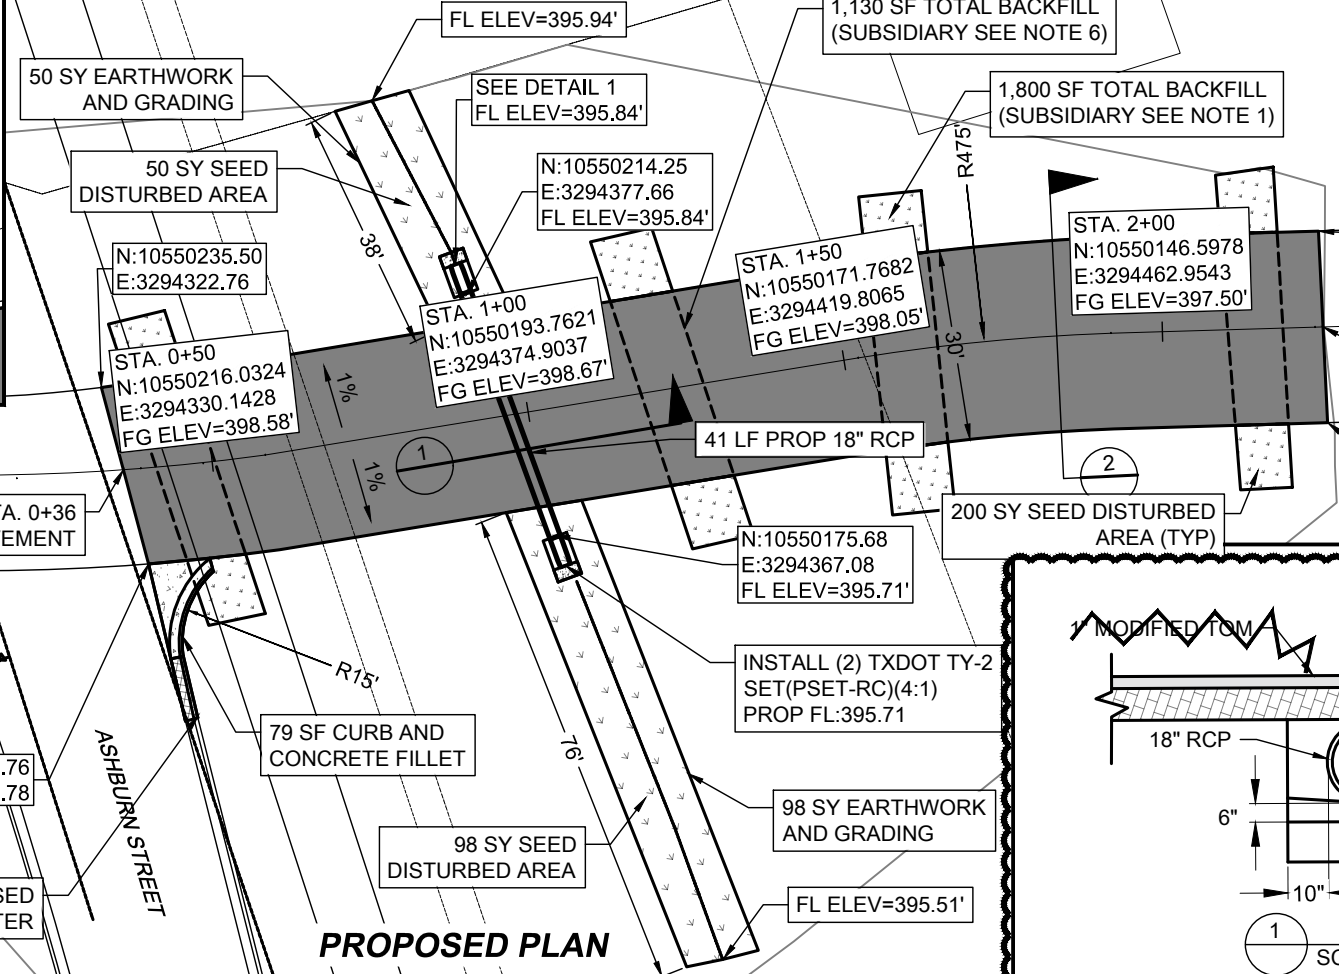 FL ELEV=395.94'
1,130 SF TOTAL BACKFILL
(SUBSIDIARY SEE NOTE 6)
50 SY EARTHWORK
AND GRADING
SEE DETAIL 1
FL ELEV=395.84'
1,800 SF TOTAL BACKFILL
(SUBSIDIARY SEE NOTE 1)
50 SY SEED
DISTURBED AREA
N:10550214.25
E:3294377.66
FL ELEV=395.84'
R475'
38'
N:10550235.50
E:3294322.76
STA. 0+50
N:10550216.0324
E:3294330.1428
FG ELEV=398.58'
STA. 1+00
N:10550193.7621
E:3294374.9037
FG ELEV=398.67'
STA. 1+50
N:10550171.7682
E:3294419.8065
FG ELEV=398.05'
STA. 2+00
N:10550146.5978
E:3294462.9543
FG ELEV=397.50'
30'
1%
1%
1
41 LF PROP 18" RCP
2
200 SY SEED DISTURBED
AREA (TYP)
TA. 0+36
EMENT
N:10550175.68
E:3294367.08
FL ELEV=395.71'
INSTALL (2) TXDOT TY-2
SET(PSET-RC)(4:1)
PROP FL:395.71
R15'
79 SF CURB AND
CONCRETE FILLET
76'
.76
.78
ASHBURN STREET
98 SY EARTHWORK
AND GRADING
98 SY SEED
DISTURBED AREA
FL ELEV=395.51'
SED
TER
PROPOSED PLAN
1" MODIFIED TOM
18" RCP
6"
10"
1
SC